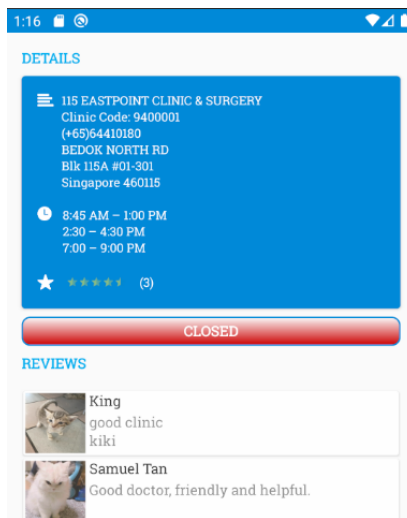 1:16
DETAILS
115 EASTPOINT CLINIC & SURGERY
Clinic Code: 9400001
(+65)64410180
BEDOK NORTH RD
Blk 115A #01-301
Singapore 460115
8:45 AM – 1:00 PM
2:30 – 4:30 PM
7:00 – 9:00 PM
(3)
CLOSED
REVIEWS
King
good clinic
kiki
Samuel Tan
Good doctor, friendly and helpful.